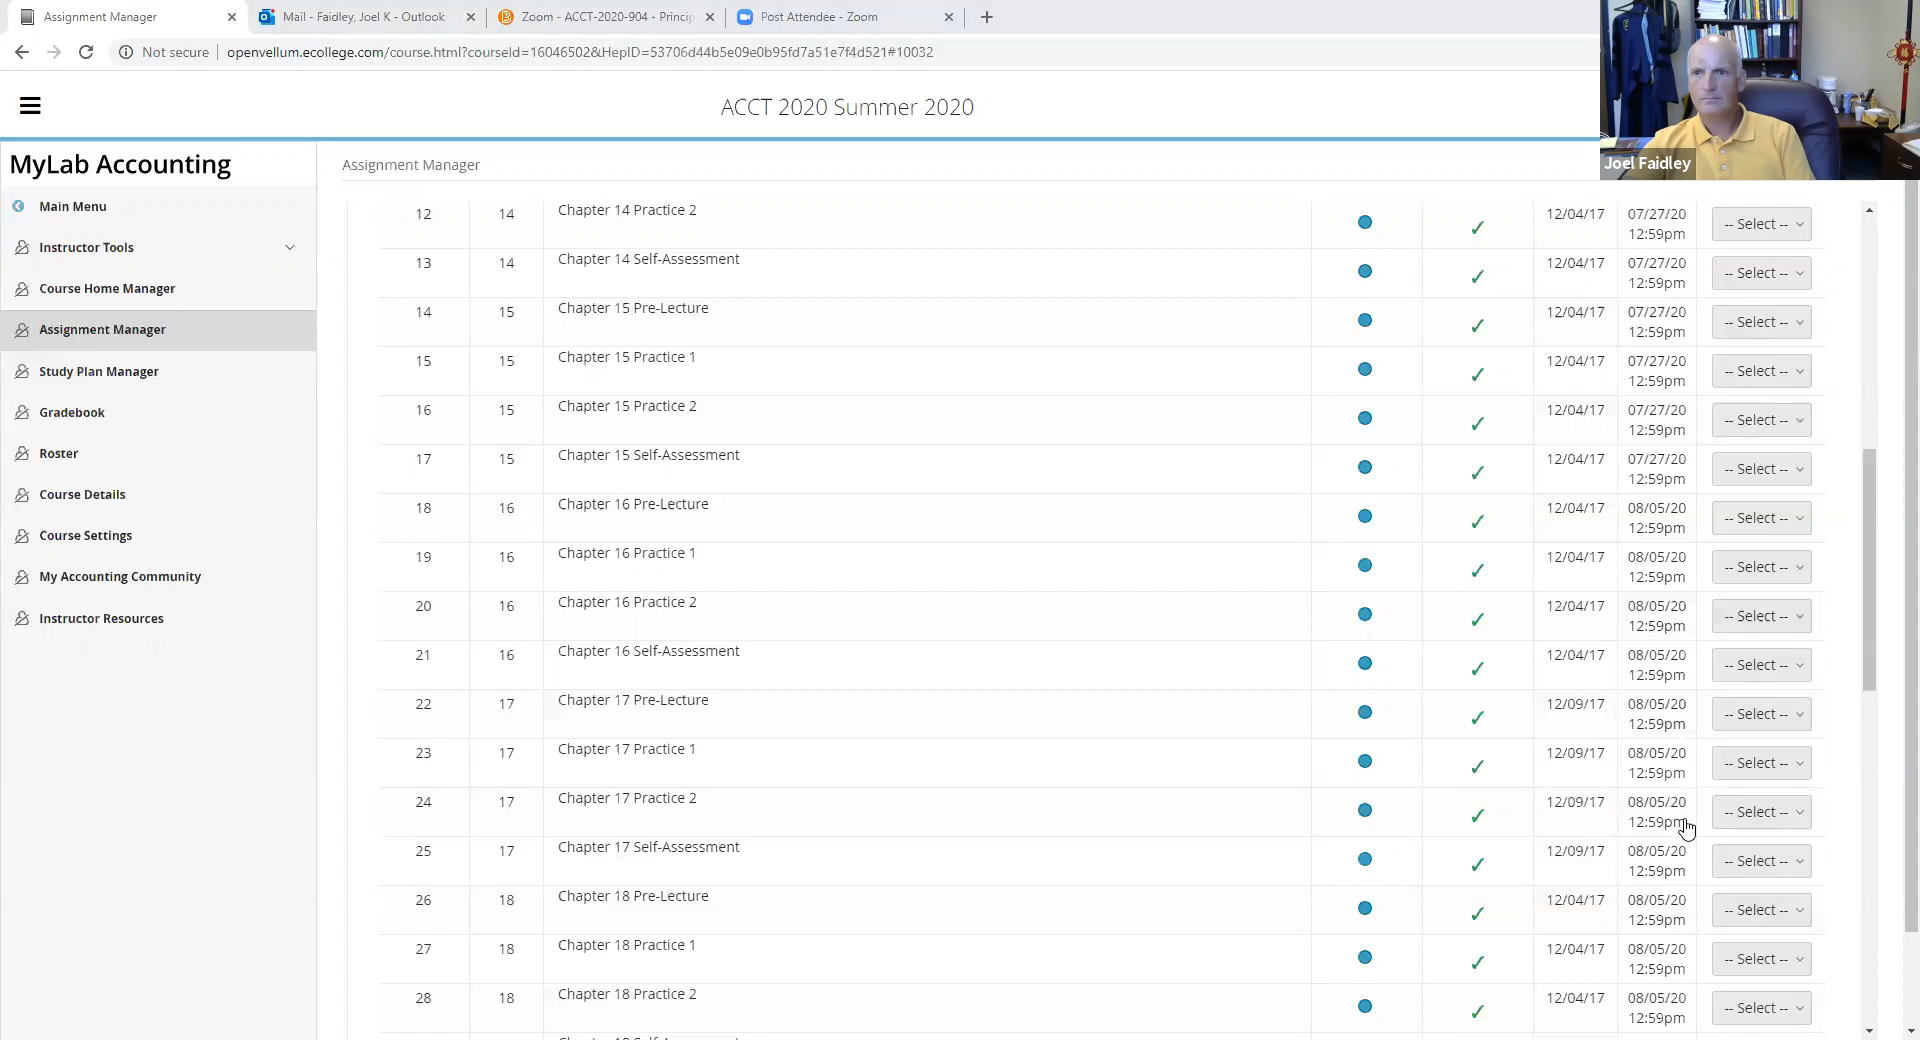 Assignment Manager
Mail - Faidley, Joel K - Outlook
Zoom - ACCT-2020-904 - Princip
Post Attendee - Zoom
Not secure
openvellum.ecollege.com/course.html?courseId=16046502&HepID=53706d44b5e09e0b95fd7a51e7f4d521#10032
ACCT 2020 Summer 2020
Joel Faidley
MyLab Accounting
Main Menu
Instructor Tools
Course Home Manager
Assignment Manager
Study Plan Manager
Gradebook
Roster
Course Details
Course Settings
My Accounting Community
Instructor Resources
Assignment Manager
12 14 Chapter 14 Practice 2 12/04/17 07/27/20 -- Select --
12:59pm
13 14 Chapter 14 Self-Assessment 12/04/17 07/27/20 -- Select --
12:59pm
14 15 Chapter 15 Pre-Lecture 12/04/17 07/27/20 -- Select --
12:59pm
15 15 Chapter 15 Practice 1 12/04/17 07/27/20 -- Select --
12:59pm
16 15 Chapter 15 Practice 2 12/04/17 07/27/20 -- Select --
12:59pm
17 15 Chapter 15 Self-Assessment 12/04/17 07/27/20 -- Select --
12:59pm
18 16 Chapter 16 Pre-Lecture 12/04/17 08/05/20 -- Select --
12:59pm
19 16 Chapter 16 Practice 1 12/04/17 08/05/20 -- Select --
12:59pm
20 16 Chapter 16 Practice 2 12/04/17 08/05/20 -- Select --
12:59pm
21 16 Chapter 16 Self-Assessment 12/04/17 08/05/20 -- Select --
12:59pm
22 17 Chapter 17 Pre-Lecture 12/09/17 08/05/20 -- Select --
12:59pm
23 17 Chapter 17 Practice 1 12/09/17 08/05/20 -- Select --
12:59pm
24 17 Chapter 17 Practice 2 12/09/17 08/05/20 -- Select --
12:59pm
25 17 Chapter 17 Self-Assessment 12/09/17 08/05/20 -- Select --
12:59pm
26 18 Chapter 18 Pre-Lecture 12/04/17 08/05/20 -- Select --
12:59pm
27 18 Chapter 18 Practice 1 12/04/17 08/05/20 -- Select --
12:59pm
28 18 Chapter 18 Practice 2 12/04/17 08/05/20 -- Select --
12:59pm